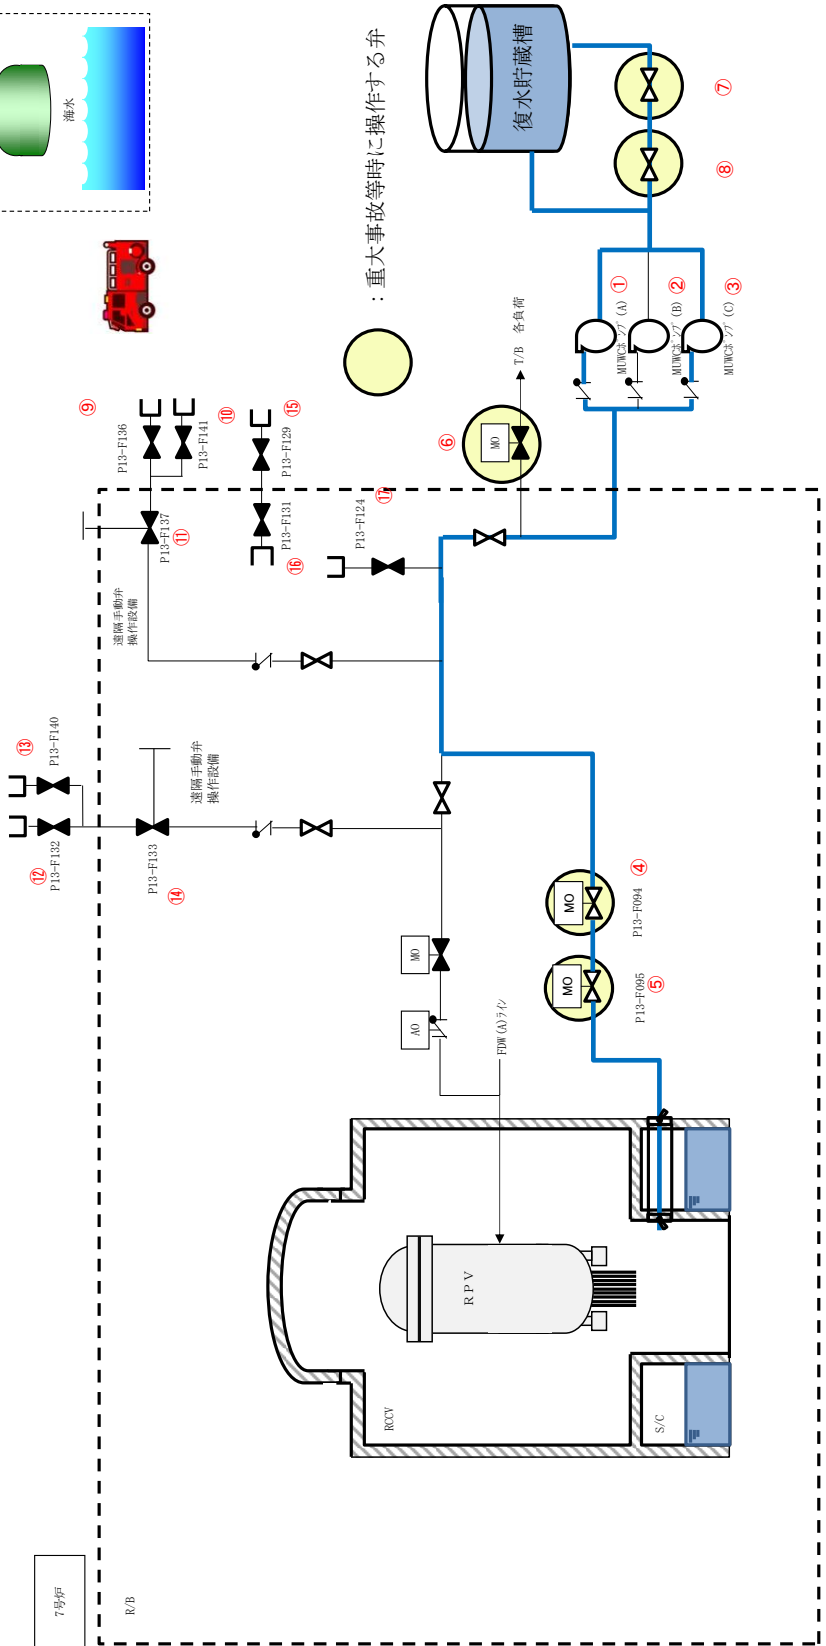 海水
：重大事故等時に操作する弁
復水貯蔵槽
⑦
⑧
MUWCポンプ(A)
①
MUWCポンプ(B)
②
MUWCポンプ(C)
③
T/B 各負荷
MO
⑥
⑨
P13-F136
P13-F141
⑩
P13-F129
⑮
P13-F131
⑯
P13-F137
⑪
P13-F124
⑰
遠隔手動弁
操作設備
⑬
P13-F140
⑫
P13-F132
P13-F133
⑭
遠隔手動弁
操作設備
MO
AO
FDW(A)ライン
MO
P13-F094
④
MO
P13-F095
⑤
RPV
RCCV
S/C
R/B
7号炉